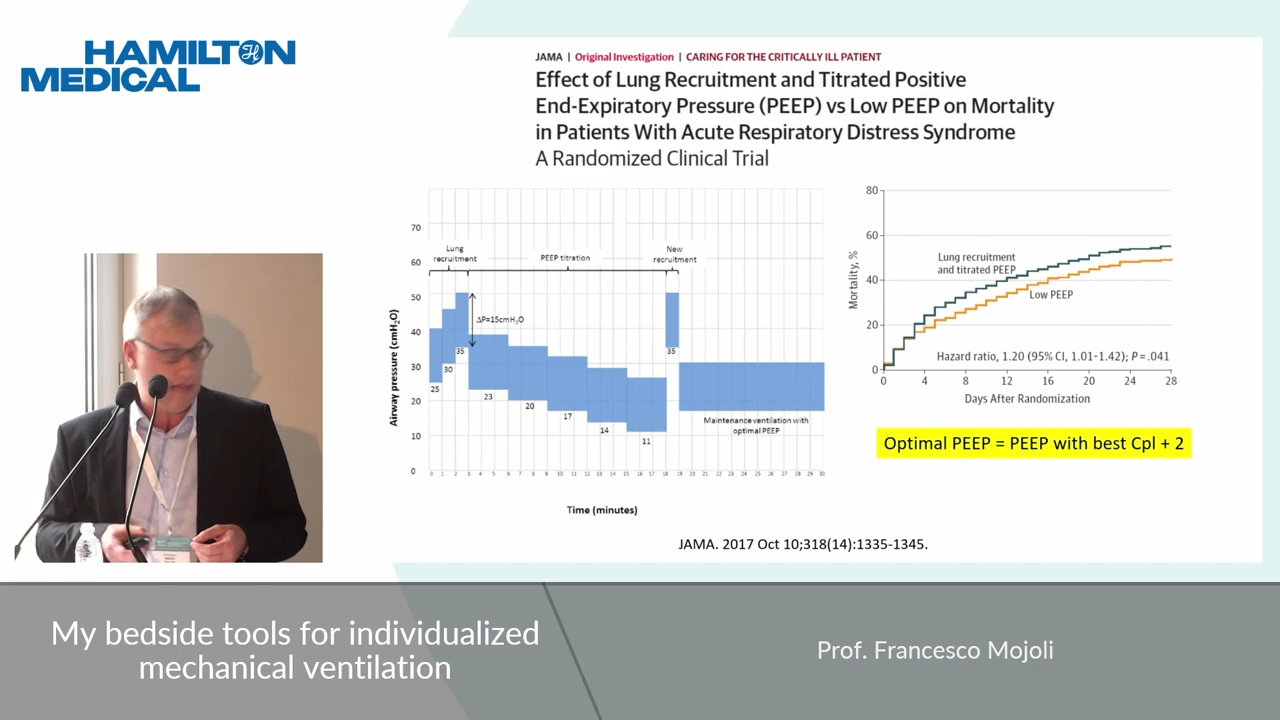 HAMILTON
MEDICAL
JAMA | Original Investigation | CARING FOR THE CRITICALLY ILL PATIENT
Effect of Lung Recruitment and Titrated Positive
End-Expiratory Pressure (PEEP) vs Low PEEP on Mortality
in Patients With Acute Respiratory Distress Syndrome
A Randomized Clinical Trial
Airway pressure (cmH2O)
70
60
50
40
30
20
10
0
Lung
recruitment
PEEP titration
New
recruitment
ΔP=15cmH2O
25
30
35
23
20
17
14
11
35
Maintenance ventilation with
optimal PEEP
0 1 2 3 4 5 6 7 8 9 10 11 12 13 14 15 16 17 18 19 20 21 22 23 24 25 26 27 28 29 30
Time (minutes)
Mortality, %
80
60
40
20
0
Lung recruitment
and titrated PEEP
Low PEEP
Hazard ratio, 1.20 (95% CI, 1.01-1.42); P = .041
0 4 8 12 16 20 24 28
Days After Randomization
Optimal PEEP = PEEP with best Cpl + 2
JAMA. 2017 Oct 10;318(14):1335-1345.
My bedside tools for individualized
mechanical ventilation
Prof. Francesco Mojoli